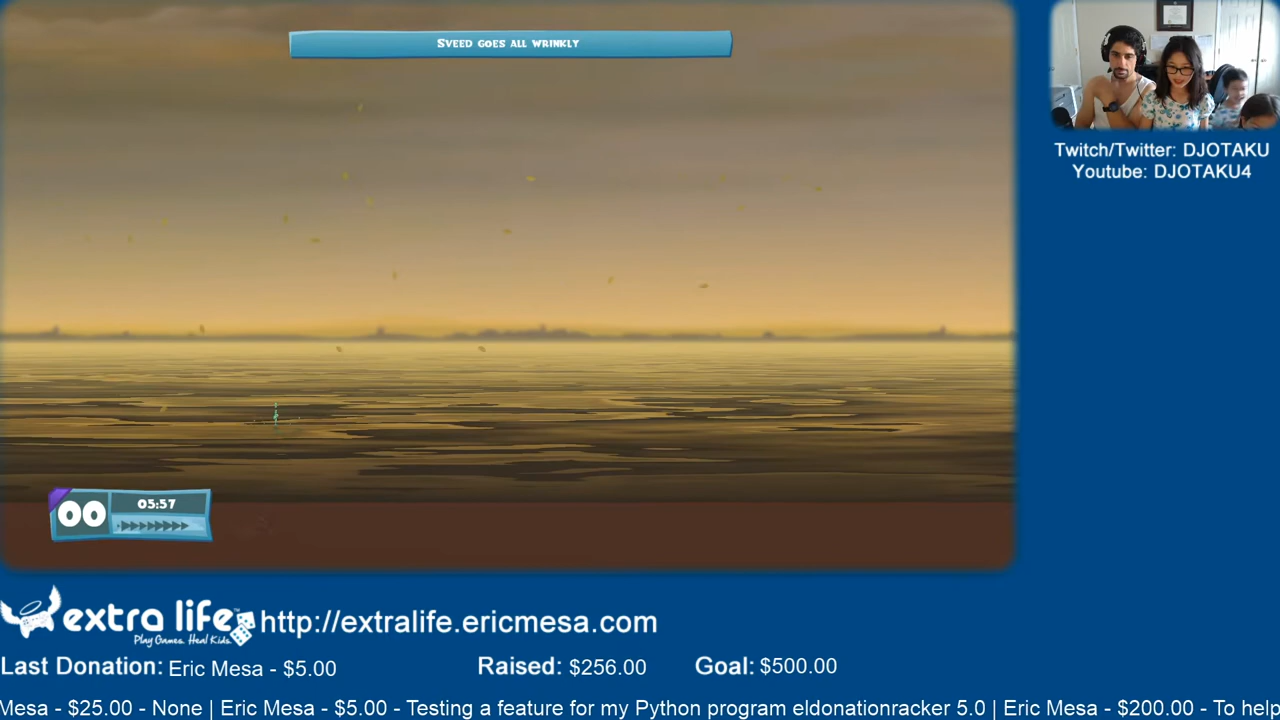 Sveed goes all wrinkly
Twitch/Twitter: DJOTAKU
Youtube: DJOTAKU4
00
05:57
extra life
Play Games. Heal Kids.
http://extralife.ericmesa.com
Last Donation: Eric Mesa - $5.00
Raised: $256.00
Goal: $500.00
Mesa - $25.00 - None | Eric Mesa - $5.00 - Testing a feature for my Python program eldonationracker 5.0 | Eric Mesa - $200.00 - To help